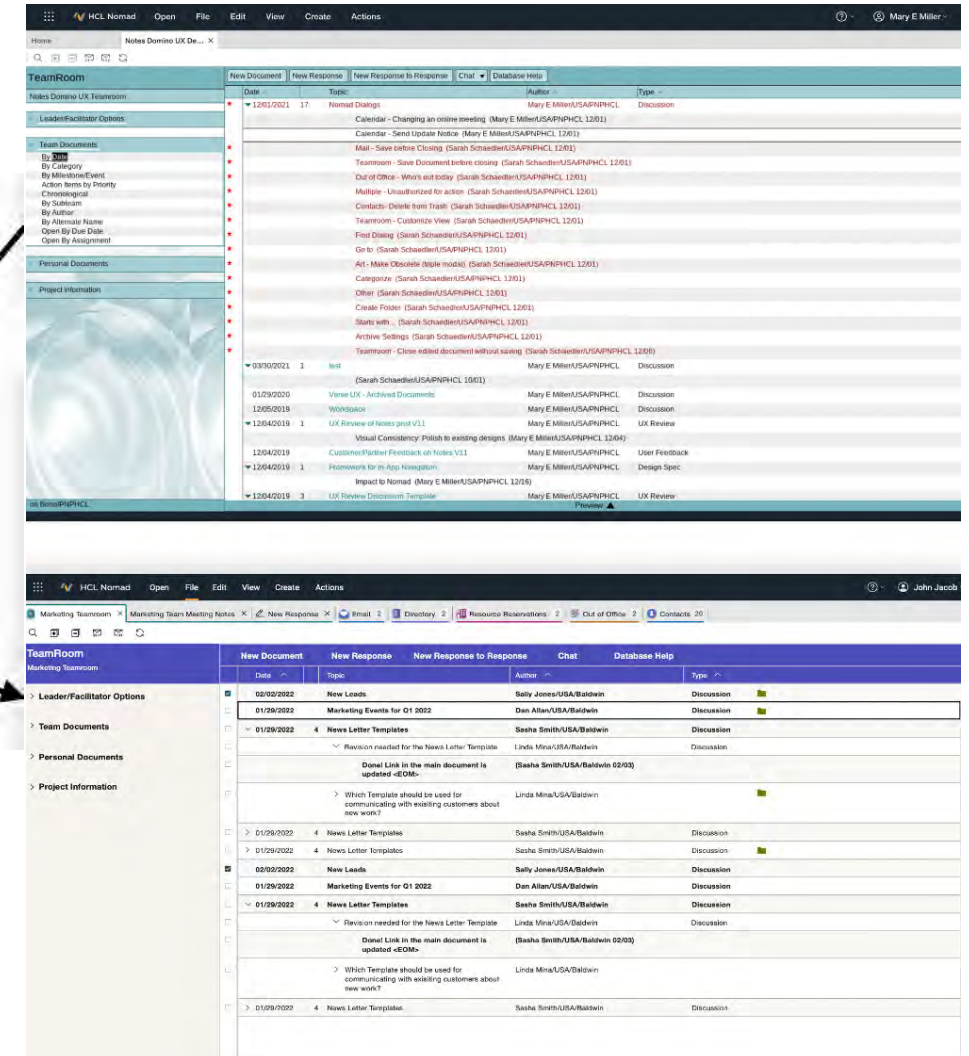 HCL Nomad Open File Edit View Create Actions Mary E Miller
Home Notes Domino UX De... ×
TeamRoom
Notes Domino UX Teamroom
Leader/Facilitator Options
Team Documents
By Date
By Category
By Milestone/Event
Action Items by Priority
Chronological
By Subteam
By Author
By Alternate Name
Open By Due Date
Open By Assignment
Personal Documents
Project Information
on Bono/PNPHCL
New Document New Response New Response to Response Chat Database Help
Date Topic Author Type
12/01/2021 17 Nomad Dialogs Mary E Miller/USA/PNPHCL Discussion
Calendar - Changing an online meeting (Mary E Miller/USA/PNPHCL 12/01)
Calendar - Send Update Notice (Mary E Miller/USA/PNPHCL 12/01)
Mail - Save before Closing (Sarah Schaedler/USA/PNPHCL 12/01)
Teamroom - Save Document before closing (Sarah Schaedler/USA/PNPHCL 12/01)
Out of Office - Who's out today (Sarah Schaedler/USA/PNPHCL 12/01)
Multiple - Unauthorized for action (Sarah Schaedler/USA/PNPHCL 12/01)
Contacts- Delete from Trash (Sarah Schaedler/USA/PNPHCL 12/01)
Teamroom - Customize View (Sarah Schaedler/USA/PNPHCL 12/01)
Find Dialog (Sarah Schaedler/USA/PNPHCL 12/01)
Go to (Sarah Schaedler/USA/PNPHCL 12/01)
Art - Make Obsolete (triple modal) (Sarah Schaedler/USA/PNPHCL 12/01)
Categorize (Sarah Schaedler/USA/PNPHCL 12/01)
Other (Sarah Schaedler/USA/PNPHCL 12/01)
Create Folder (Sarah Schaedler/USA/PNPHCL 12/01)
Starts with... (Sarah Schaedler/USA/PNPHCL 12/01)
Archive Settings (Sarah Schaedler/USA/PNPHCL 12/01)
Teamroom - Close edited document without saving (Sarah Schaedler/USA/PNPHCL 12/06)
03/30/2021 1 test Mary E Miller/USA/PNPHCL Discussion
(Sarah Schaedler/USA/PNPHCL 10/01)
01/29/2020 Verse UX - Archived Documents Mary E Miller/USA/PNPHCL Discussion
12/05/2019 Workspace Mary E Miller/USA/PNPHCL Discussion
12/04/2019 1 UX Review of Notes post V11 Mary E Miller/USA/PNPHCL UX Review
Visual Consistency: Polish to existing designs (Mary E Miller/USA/PNPHCL 12/04)
12/04/2019 Customer/Partner Feedback on Notes V11 Mary E Miller/USA/PNPHCL User Feedback
12/04/2019 1 Framework for In-App Navigation Mary E Miller/USA/PNPHCL Design Spec
Impact to Nomad (Mary E Miller/USA/PNPHCL 12/16)
12/04/2019 3 UX Review Discussion Template Mary E Miller/USA/PNPHCL UX Review
Preview
HCL Nomad Open File Edit View Create Actions John Jacob
Marketing Teamroom × Marketing Team Meeting Notes × New Response × Email 2 Directory 2 Resource Reservations 2 Out of Office 2 Contacts 20
TeamRoom
Marketing Teamroom
> Leader/Facilitator Options
> Team Documents
> Personal Documents
> Project Information
New Document New Response New Response to Response Chat Database Help
Date Topic Author Type
02/02/2022 New Leads Sally Jones/USA/Baldwin Discussion
01/29/2022 Marketing Events for Q1 2022 Dan Allan/USA/Baldwin Discussion
01/29/2022 4 News Letter Templates Sasha Smith/USA/Baldwin Discussion
Revision needed for the News Letter Template Linda Mina/USA/Baldwin Discussion
Done! Link in the main document is (Sasha Smith/USA/Baldwin 02/03)
updated <EOM>
> Which Template should be used for Linda Mina/USA/Baldwin
communicating with exisiting customers about
new work?
> 01/29/2022 4 News Letter Templates Sasha Smith/USA/Baldwin Discussion
> 01/29/2022 4 News Letter Templates Sasha Smith/USA/Baldwin Discussion
02/02/2022 New Leads Sally Jones/USA/Baldwin Discussion
01/29/2022 Marketing Events for Q1 2022 Dan Allan/USA/Baldwin Discussion
01/29/2022 4 News Letter Templates Sasha Smith/USA/Baldwin Discussion
Revision needed for the News Letter Template Linda Mina/USA/Baldwin Discussion
Done! Link in the main document is (Sasha Smith/USA/Baldwin 02/03)
updated <EOM>
> Which Template should be used for Linda Mina/USA/Baldwin
communicating with exisiting customers about
new work?
> 01/29/2022 4 News Letter Templates Sasha Smith/USA/Baldwin Discussion